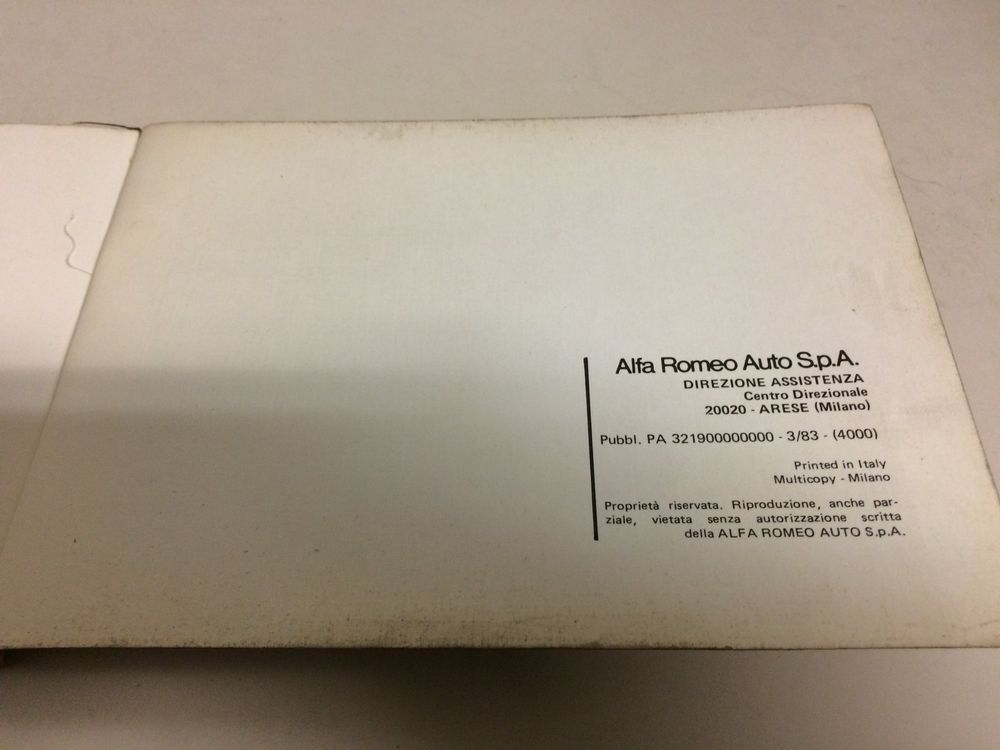 Alfa Romeo Auto S.p.A.
DIREZIONE ASSISTENZA
Centro Direzionale
20020 - ARESE (Milano)
Pubbl. PA 321900000000 - 3/83 - (4000)
Printed in Italy
Multicopy - Milano
Proprietà riservata. Riproduzione, anche par-
ziale, vietata senza autorizzazione scritta
della ALFA ROMEO AUTO S.p.A.